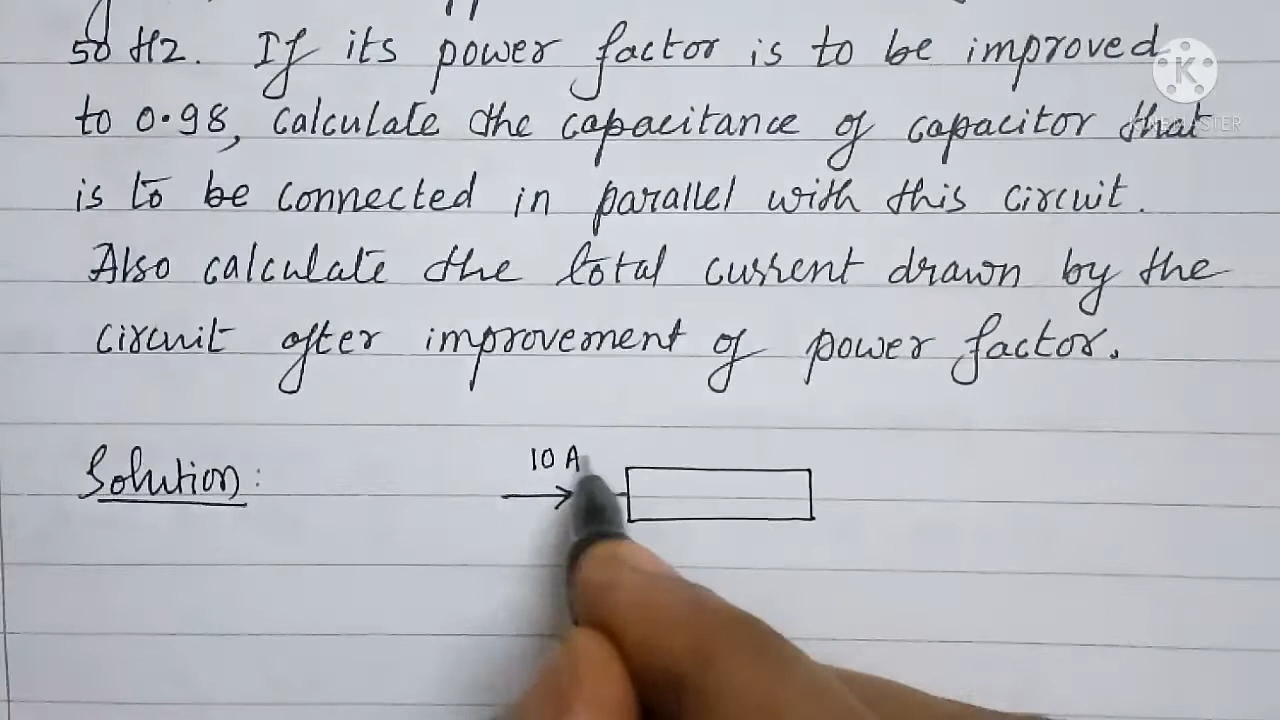 50 Hz. If its power factor is to be improved
to 0.98, calculate the capacitance of capacitor that
is to be connected in parallel with this circuit.
Also calculate the total current drawn by the
circuit after improvement of power factor.
Solution:
10 A
K